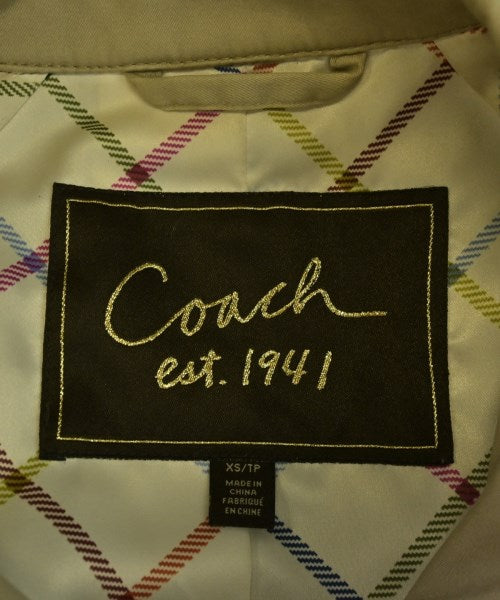 Coach
est. 1941
XS/TP
MADE IN
CHINA
FABRIQUÉ
EN CHINE